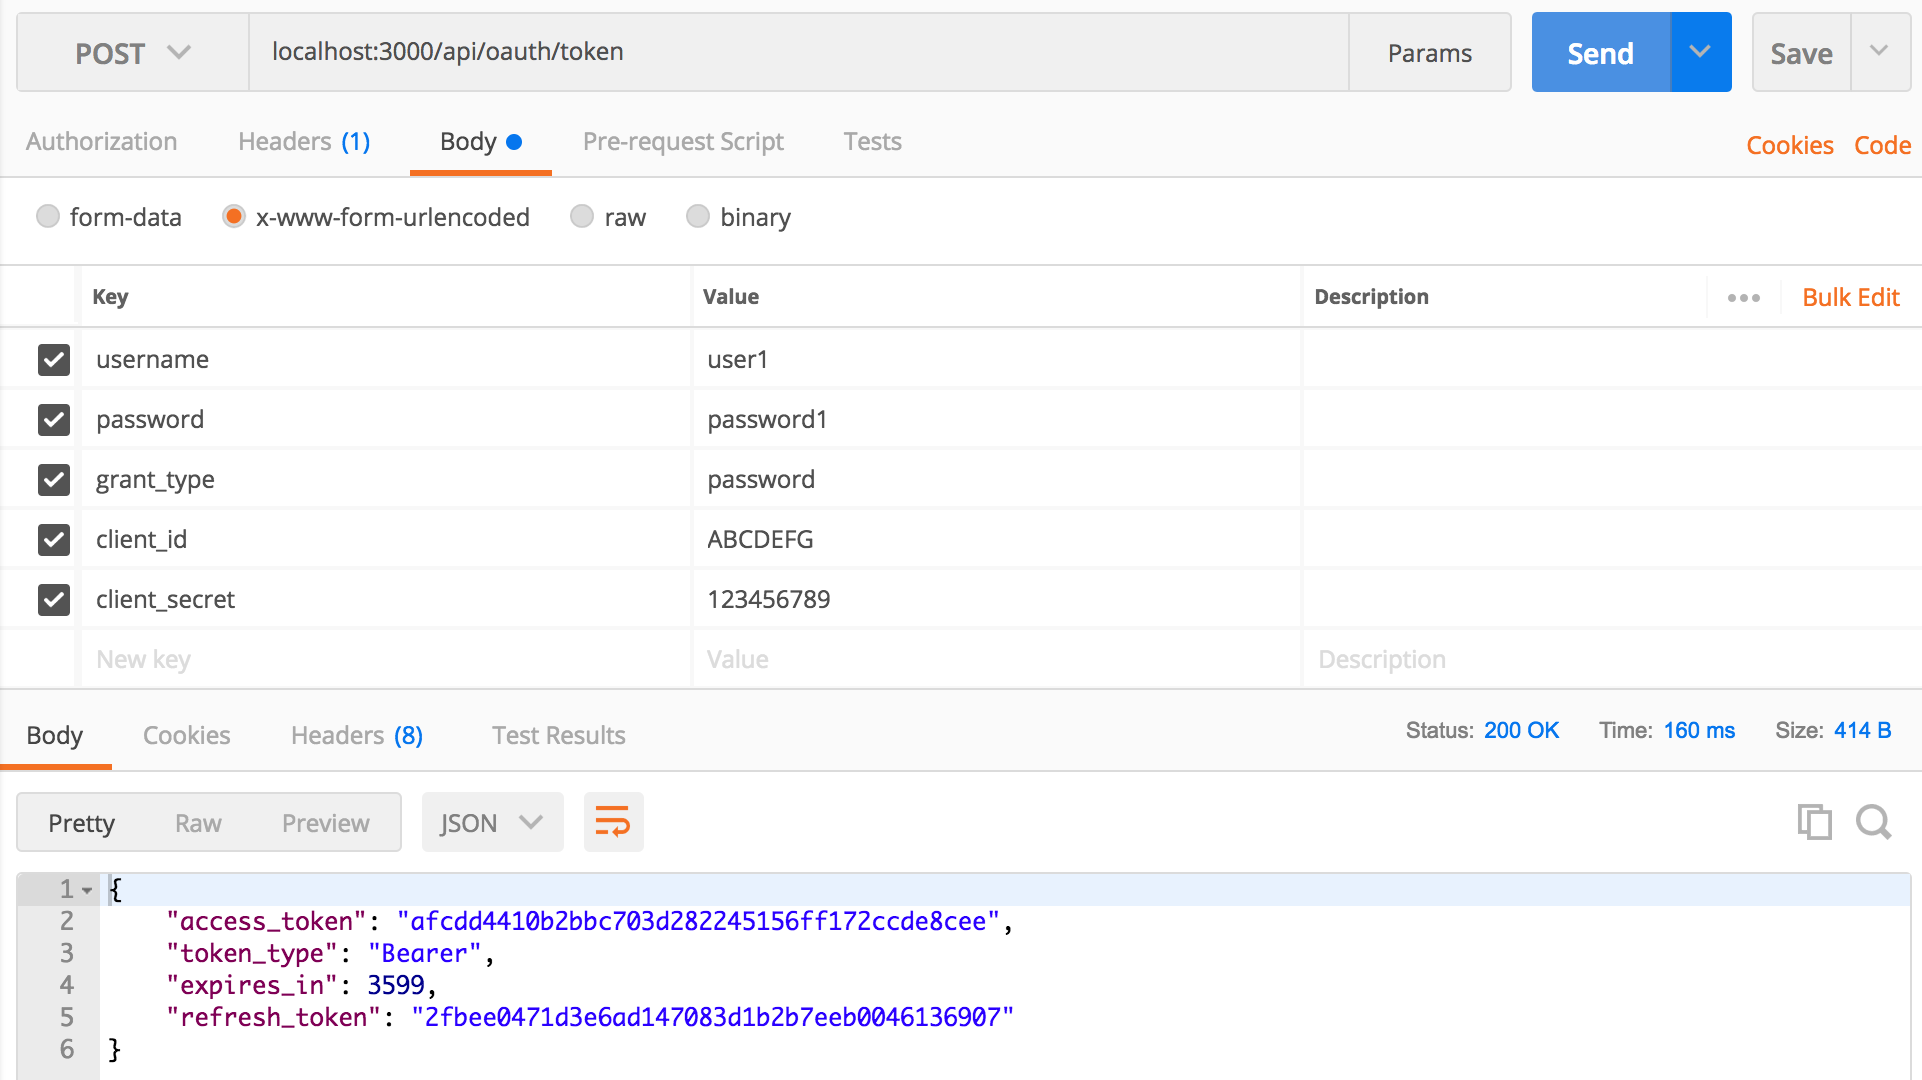 POST localhost:3000/api/oauth/token Params Send Save
Authorization Headers (1) Body Pre-request Script Tests Cookies Code
form-data x-www-form-urlencoded raw binary
Key Value Description Bulk Edit
username user1
password password1
grant_type password
client_id ABCDEFG
client_secret 123456789
New key Value Description
Body Cookies Headers (8) Test Results Status: 200 OK Time: 160 ms Size: 414 B
Pretty Raw Preview JSON
1 {
2 "access_token": "afcdd4410b2bbc703d282245156ff172ccde8cee",
3 "token_type": "Bearer",
4 "expires_in": 3599,
5 "refresh_token": "2fbee0471d3e6ad147083d1b2b7eeb0046136907"
6 }